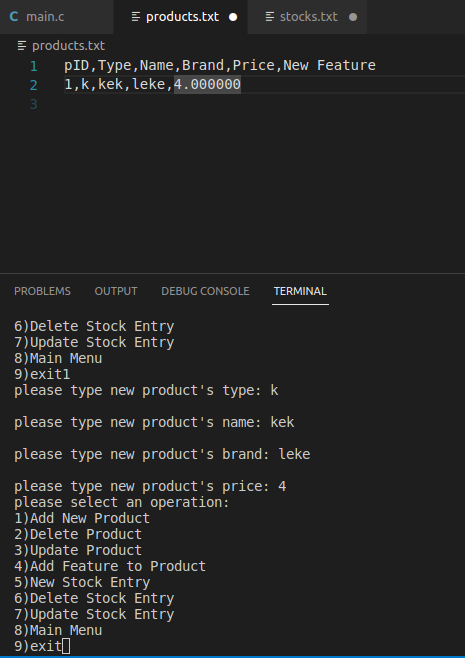 C main.c products.txt stocks.txt
products.txt
1 pID,Type,Name,Brand,Price,New Feature
2 1,k,kek,leke,4.000000
3
PROBLEMS OUTPUT DEBUG CONSOLE TERMINAL
6)Delete Stock Entry
7)Update Stock Entry
8)Main Menu
9)exit1
please type new product's type: k
please type new product's name: kek
please type new product's brand: leke
please type new product's price: 4
please select an operation:
1)Add New Product
2)Delete Product
3)Update Product
4)Add Feature to Product
5)New Stock Entry
6)Delete Stock Entry
7)Update Stock Entry
8)Main Menu
9)exit